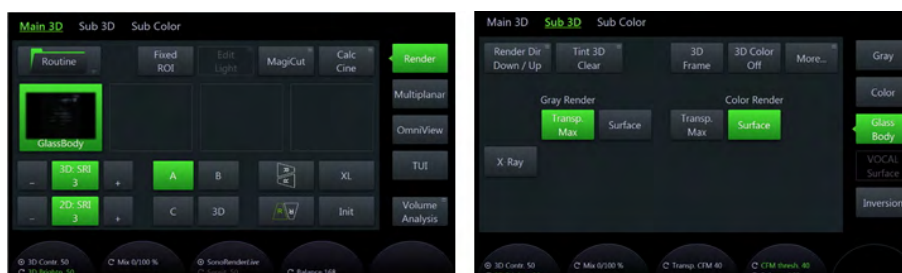 Main 3D Sub 3D Sub Color
Routine
Fixed
ROI
Edit
Light
MagiCut
Calc
Cine
Render
Multiplanar
GlassBody
OmniView
3D: SRI
3
- +
A
B
XL
TUI
2D: SRI
3
- +
C
3D
Init
Volume
Analysis
3D Contr. 50
Mix 0/100 %
SonoRenderLive
3D Position 50
Balance 168
Main 3D Sub 3D Sub Color
Render Dir
Down / Up
Tint 3D
Clear
3D
Frame
3D Color
Off
More...
Gray
Color
Gray Render
Color Render
Transp.
Max
Surface
Transp.
Max
Surface
Glass
Body
X Ray
VOCAL
Surface
Inversion
3D Contr. 50
Mix 0/100 %
Transp. CFM 40
CFM thresh. 40